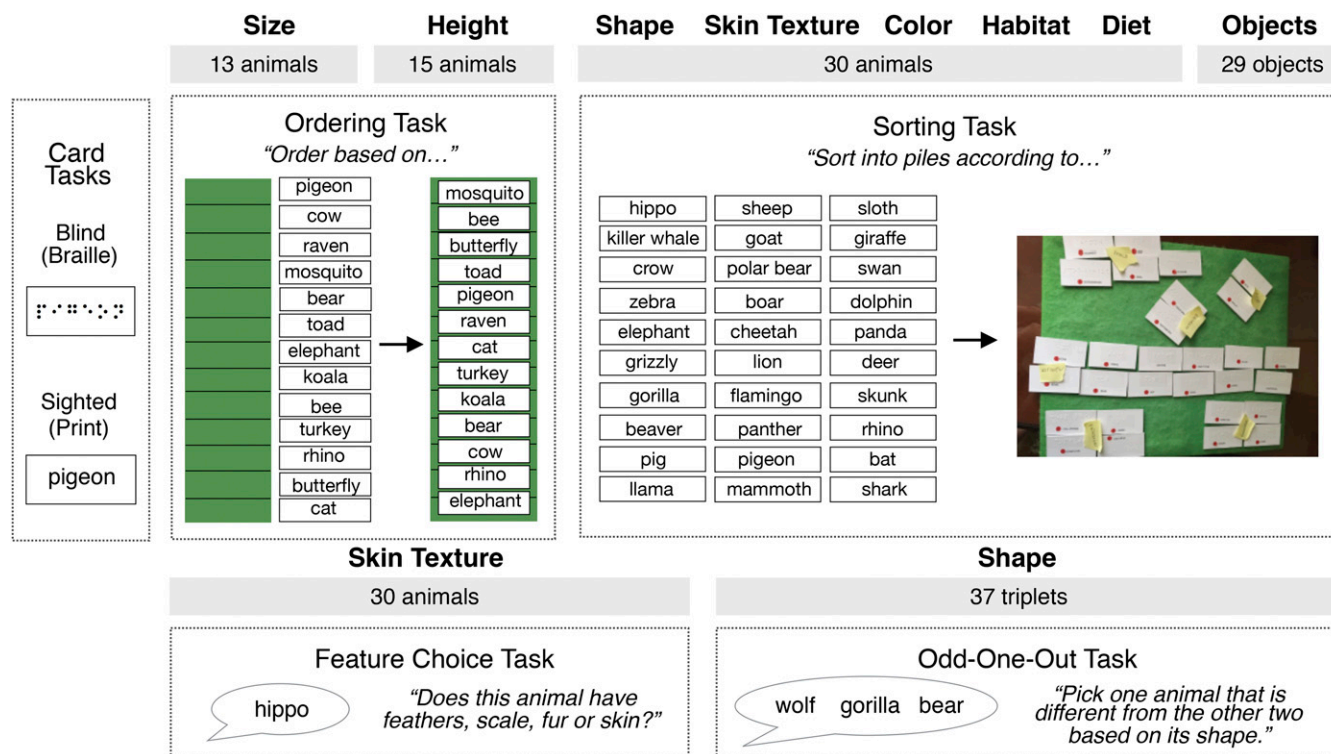 Size
Height
Shape
Skin Texture
Color
Habitat
Diet
Objects
13 animals
15 animals
30 animals
29 objects
Card
Tasks
Blind
(Braille)
⠏⠊⠛⠑⠕⠝
Sighted
(Print)
pigeon
Ordering Task
“Order based on…”
pigeon
cow
raven
mosquito
bear
toad
elephant
koala
bee
turkey
rhino
butterfly
cat
mosquito
bee
butterfly
toad
pigeon
raven
cat
turkey
koala
bear
cow
rhino
elephant
Sorting Task
“Sort into piles according to…”
hippo
killer whale
crow
zebra
elephant
grizzly
gorilla
beaver
pig
llama
sheep
goat
polar bear
boar
cheetah
lion
flamingo
panther
pigeon
mammoth
sloth
giraffe
swan
dolphin
panda
deer
skunk
rhino
bat
shark
Skin Texture
30 animals
Feature Choice Task
hippo
“Does this animal have
feathers, scale, fur or skin?”
Shape
37 triplets
Odd-One-Out Task
wolf gorilla bear
“Pick one animal that is
different from the other two
based on its shape.”